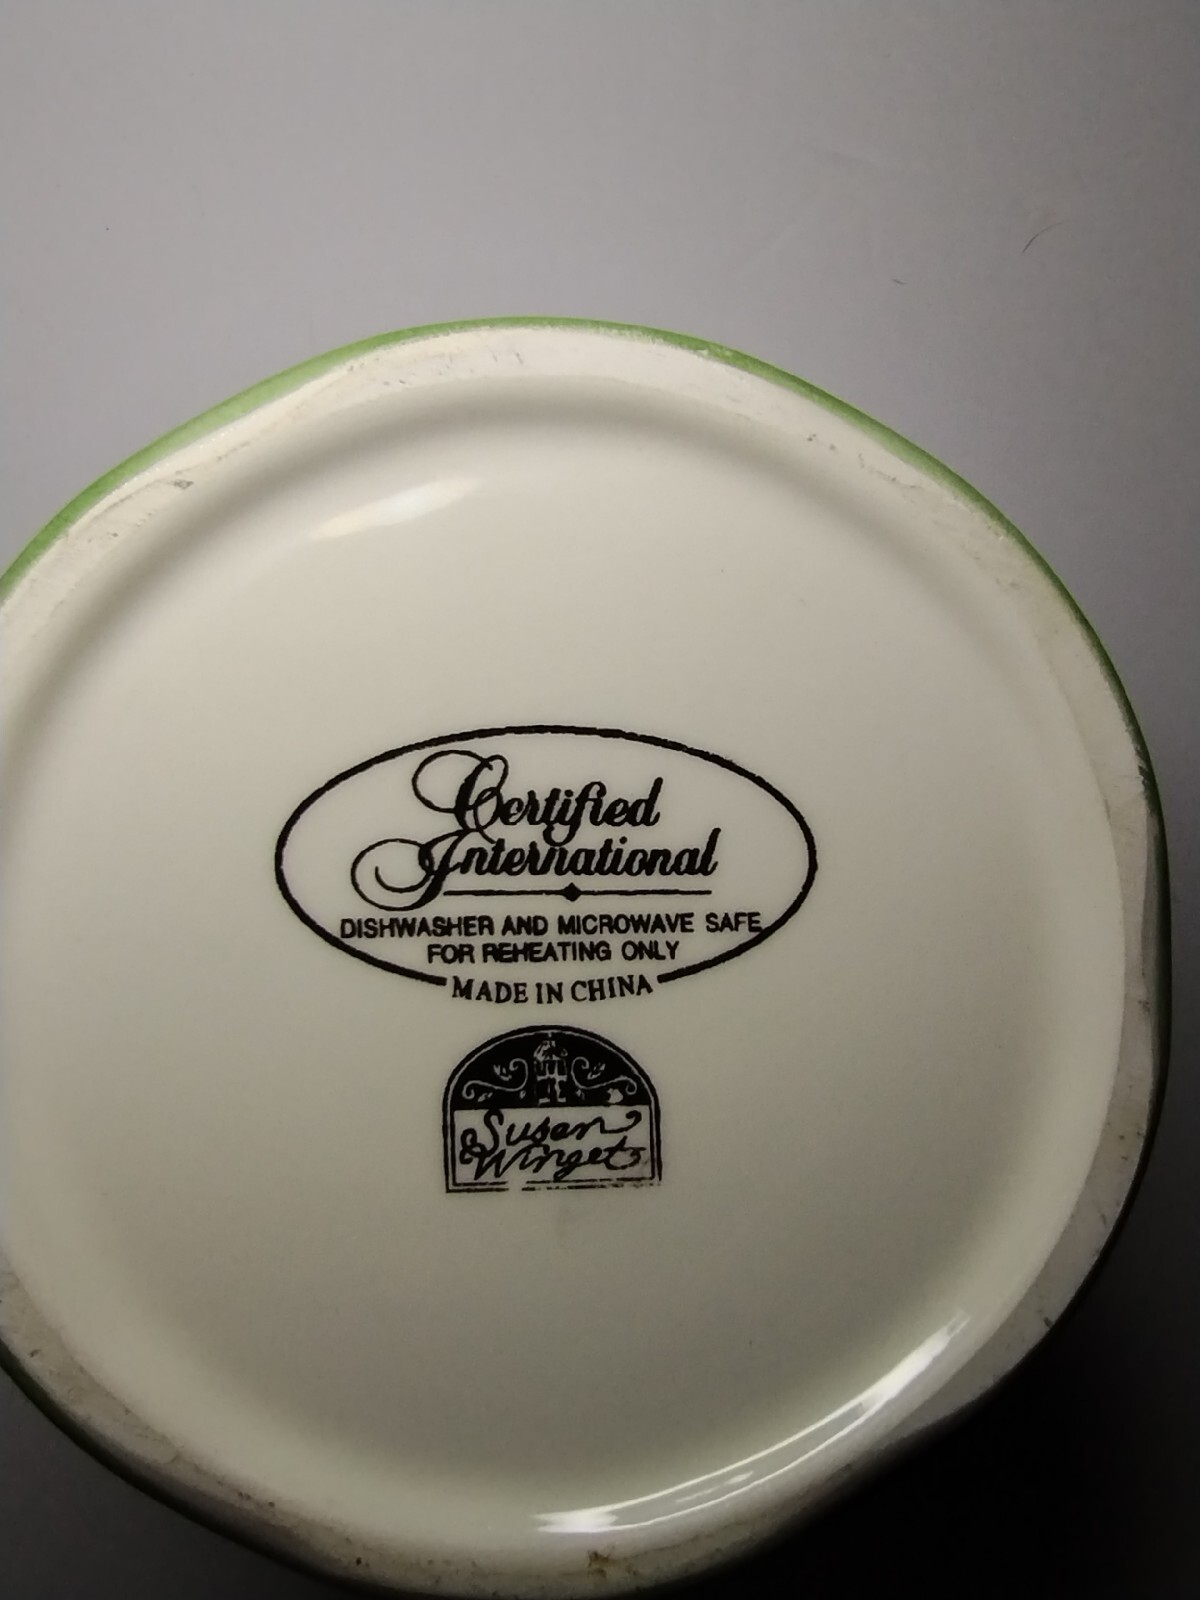 Certified
International
DISHWASHER AND MICROWAVE SAFE
FOR REHEATING ONLY
MADE IN CHINA
Susan
Winget